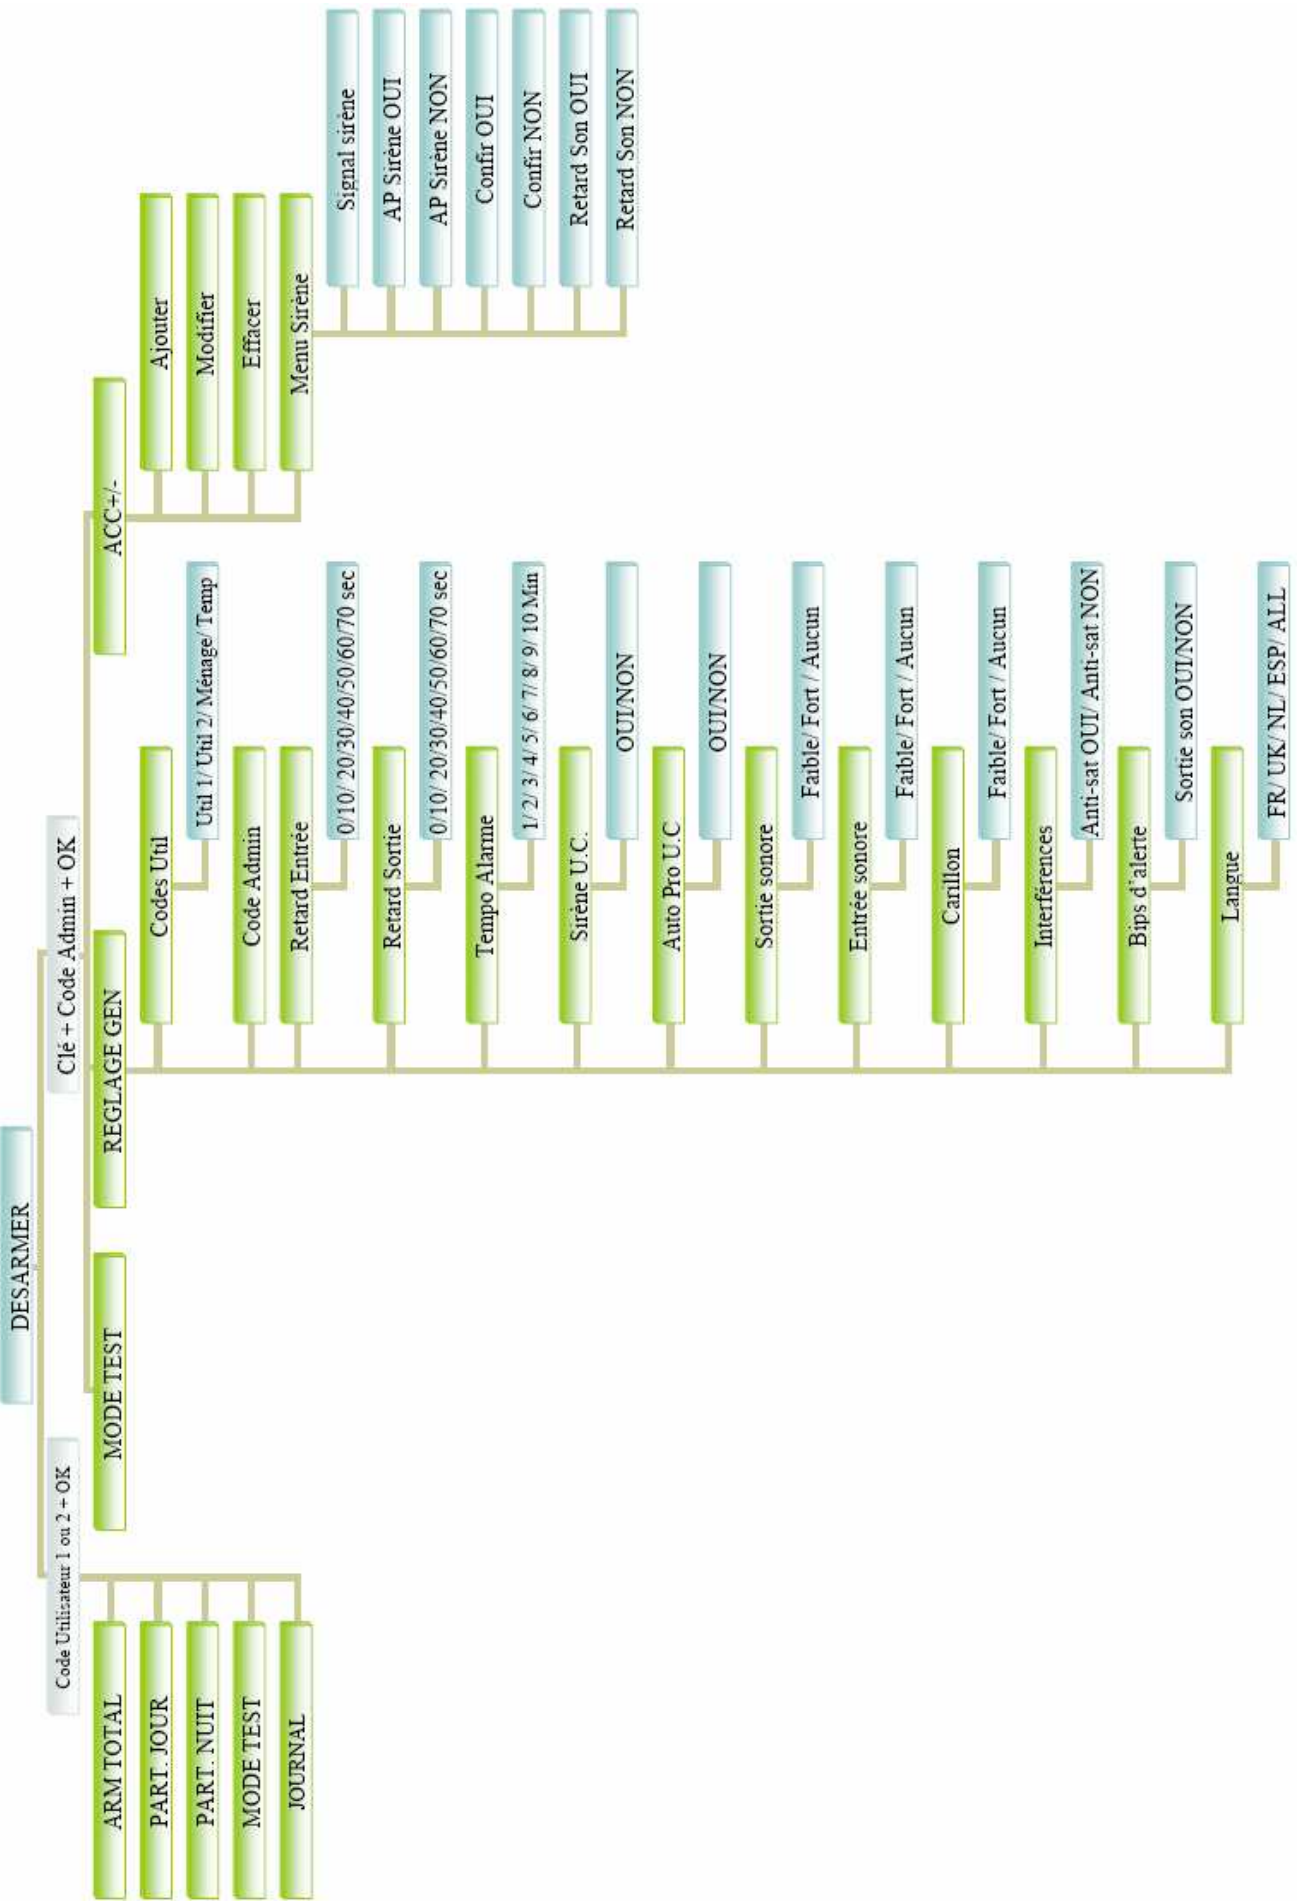 DESARMER
Code Utilisateur 1 ou 2 + OK
ARM TOTAL
PART. JOUR
PART. NUIT
MODE TEST
JOURNAL
Clé + Code Admin + OK
MODE TEST
REGLAGE GEN
Codes Util
Util 1/ Util 2/ Ménage/ Temp
Code Admin
Retard Entrée
0/10/ 20/30/40/50/60/70 sec
Retard Sortie
0/10/ 20/30/40/50/60/70 sec
Tempo Alarme
1/ 2/ 3/ 4/ 5/ 6/ 7/ 8/ 9/ 10 Min
Sirène U.C.
OUI/NON
Auto Pro U.C
OUI/NON
Sortie sonore
Faible/ Fort / Aucun
Entrée sonore
Faible/ Fort / Aucun
Carillon
Faible/ Fort / Aucun
Interférences
Anti-sat OUI/ Anti-sat NON
Bips d'alerte
Sortie son OUI/NON
Langue
FR/ UK/ NL/ ESP/ ALL
ACC+/-
Ajouter
Modifier
Effacer
Menu Sirène
Signal sirène
AP Sirène OUI
AP Sirène NON
Confir OUI
Confir NON
Retard Son OUI
Retard Son NON